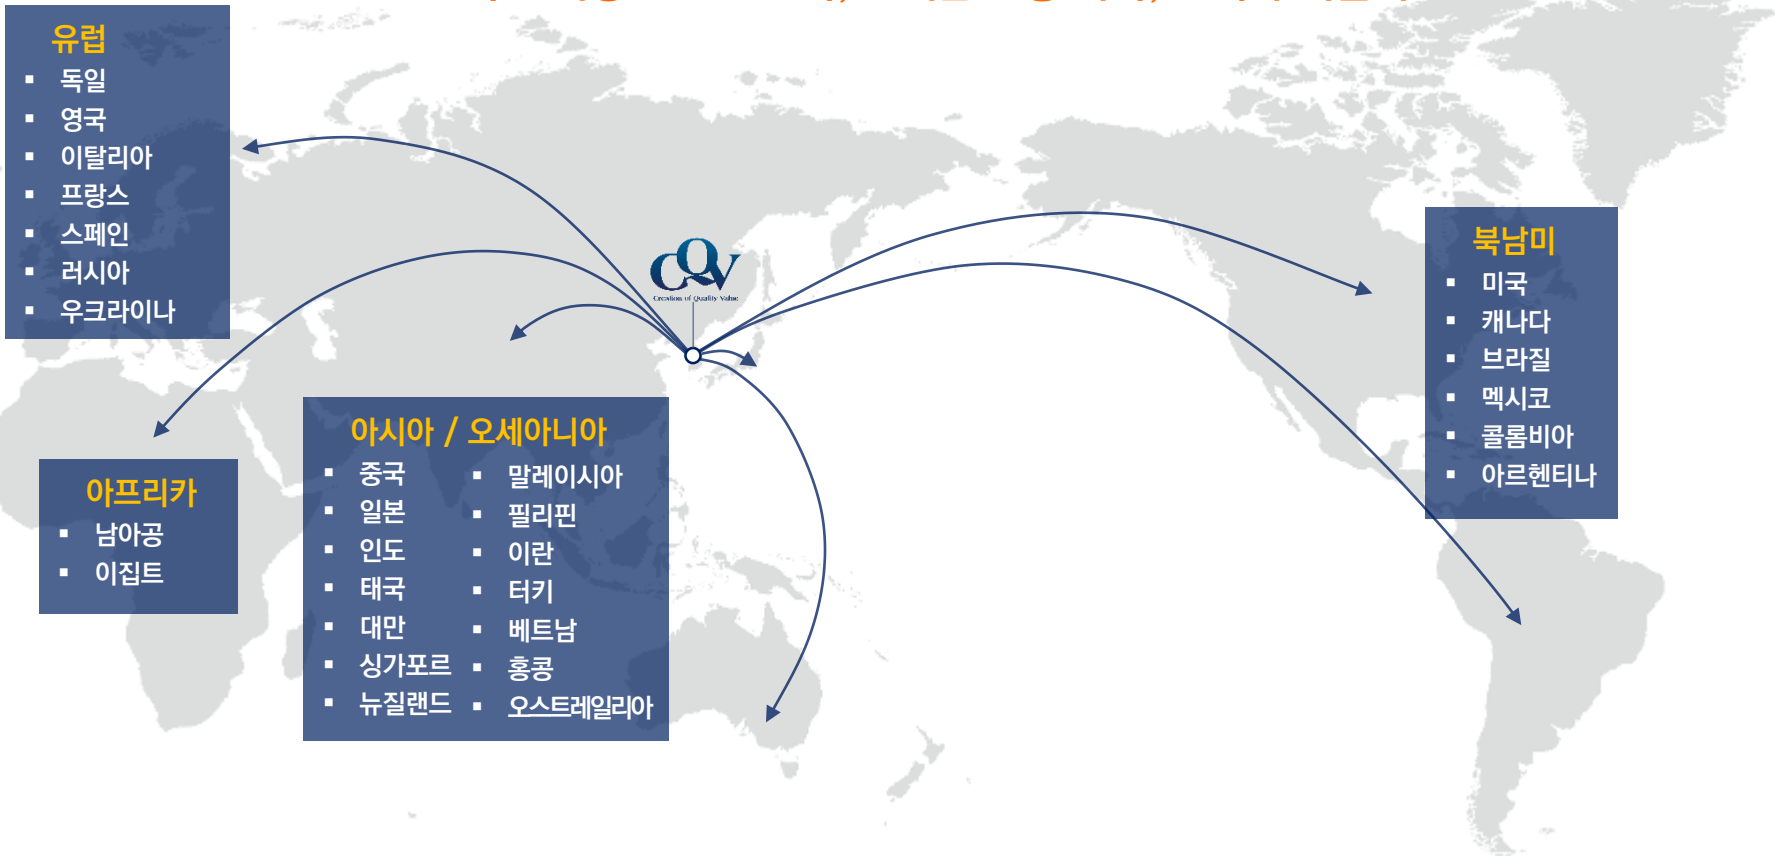 유럽
▪ 독일
▪ 영국
▪ 이탈리아
▪ 프랑스
▪ 스페인
▪ 러시아
▪ 우크라이나
CQV
Creation of Quality Value
북남미
▪ 미국
▪ 캐나다
▪ 브라질
▪ 멕시코
▪ 콜롬비아
▪ 아르헨티나
아시아 / 오세아니아
▪ 중국
▪ 일본
▪ 인도
▪ 태국
▪ 대만
▪ 싱가포르
▪ 뉴질랜드
▪ 말레이시아
▪ 필리핀
▪ 이란
▪ 터키
▪ 베트남
▪ 홍콩
▪ 오스트레일리아
아프리카
▪ 남아공
▪ 이집트